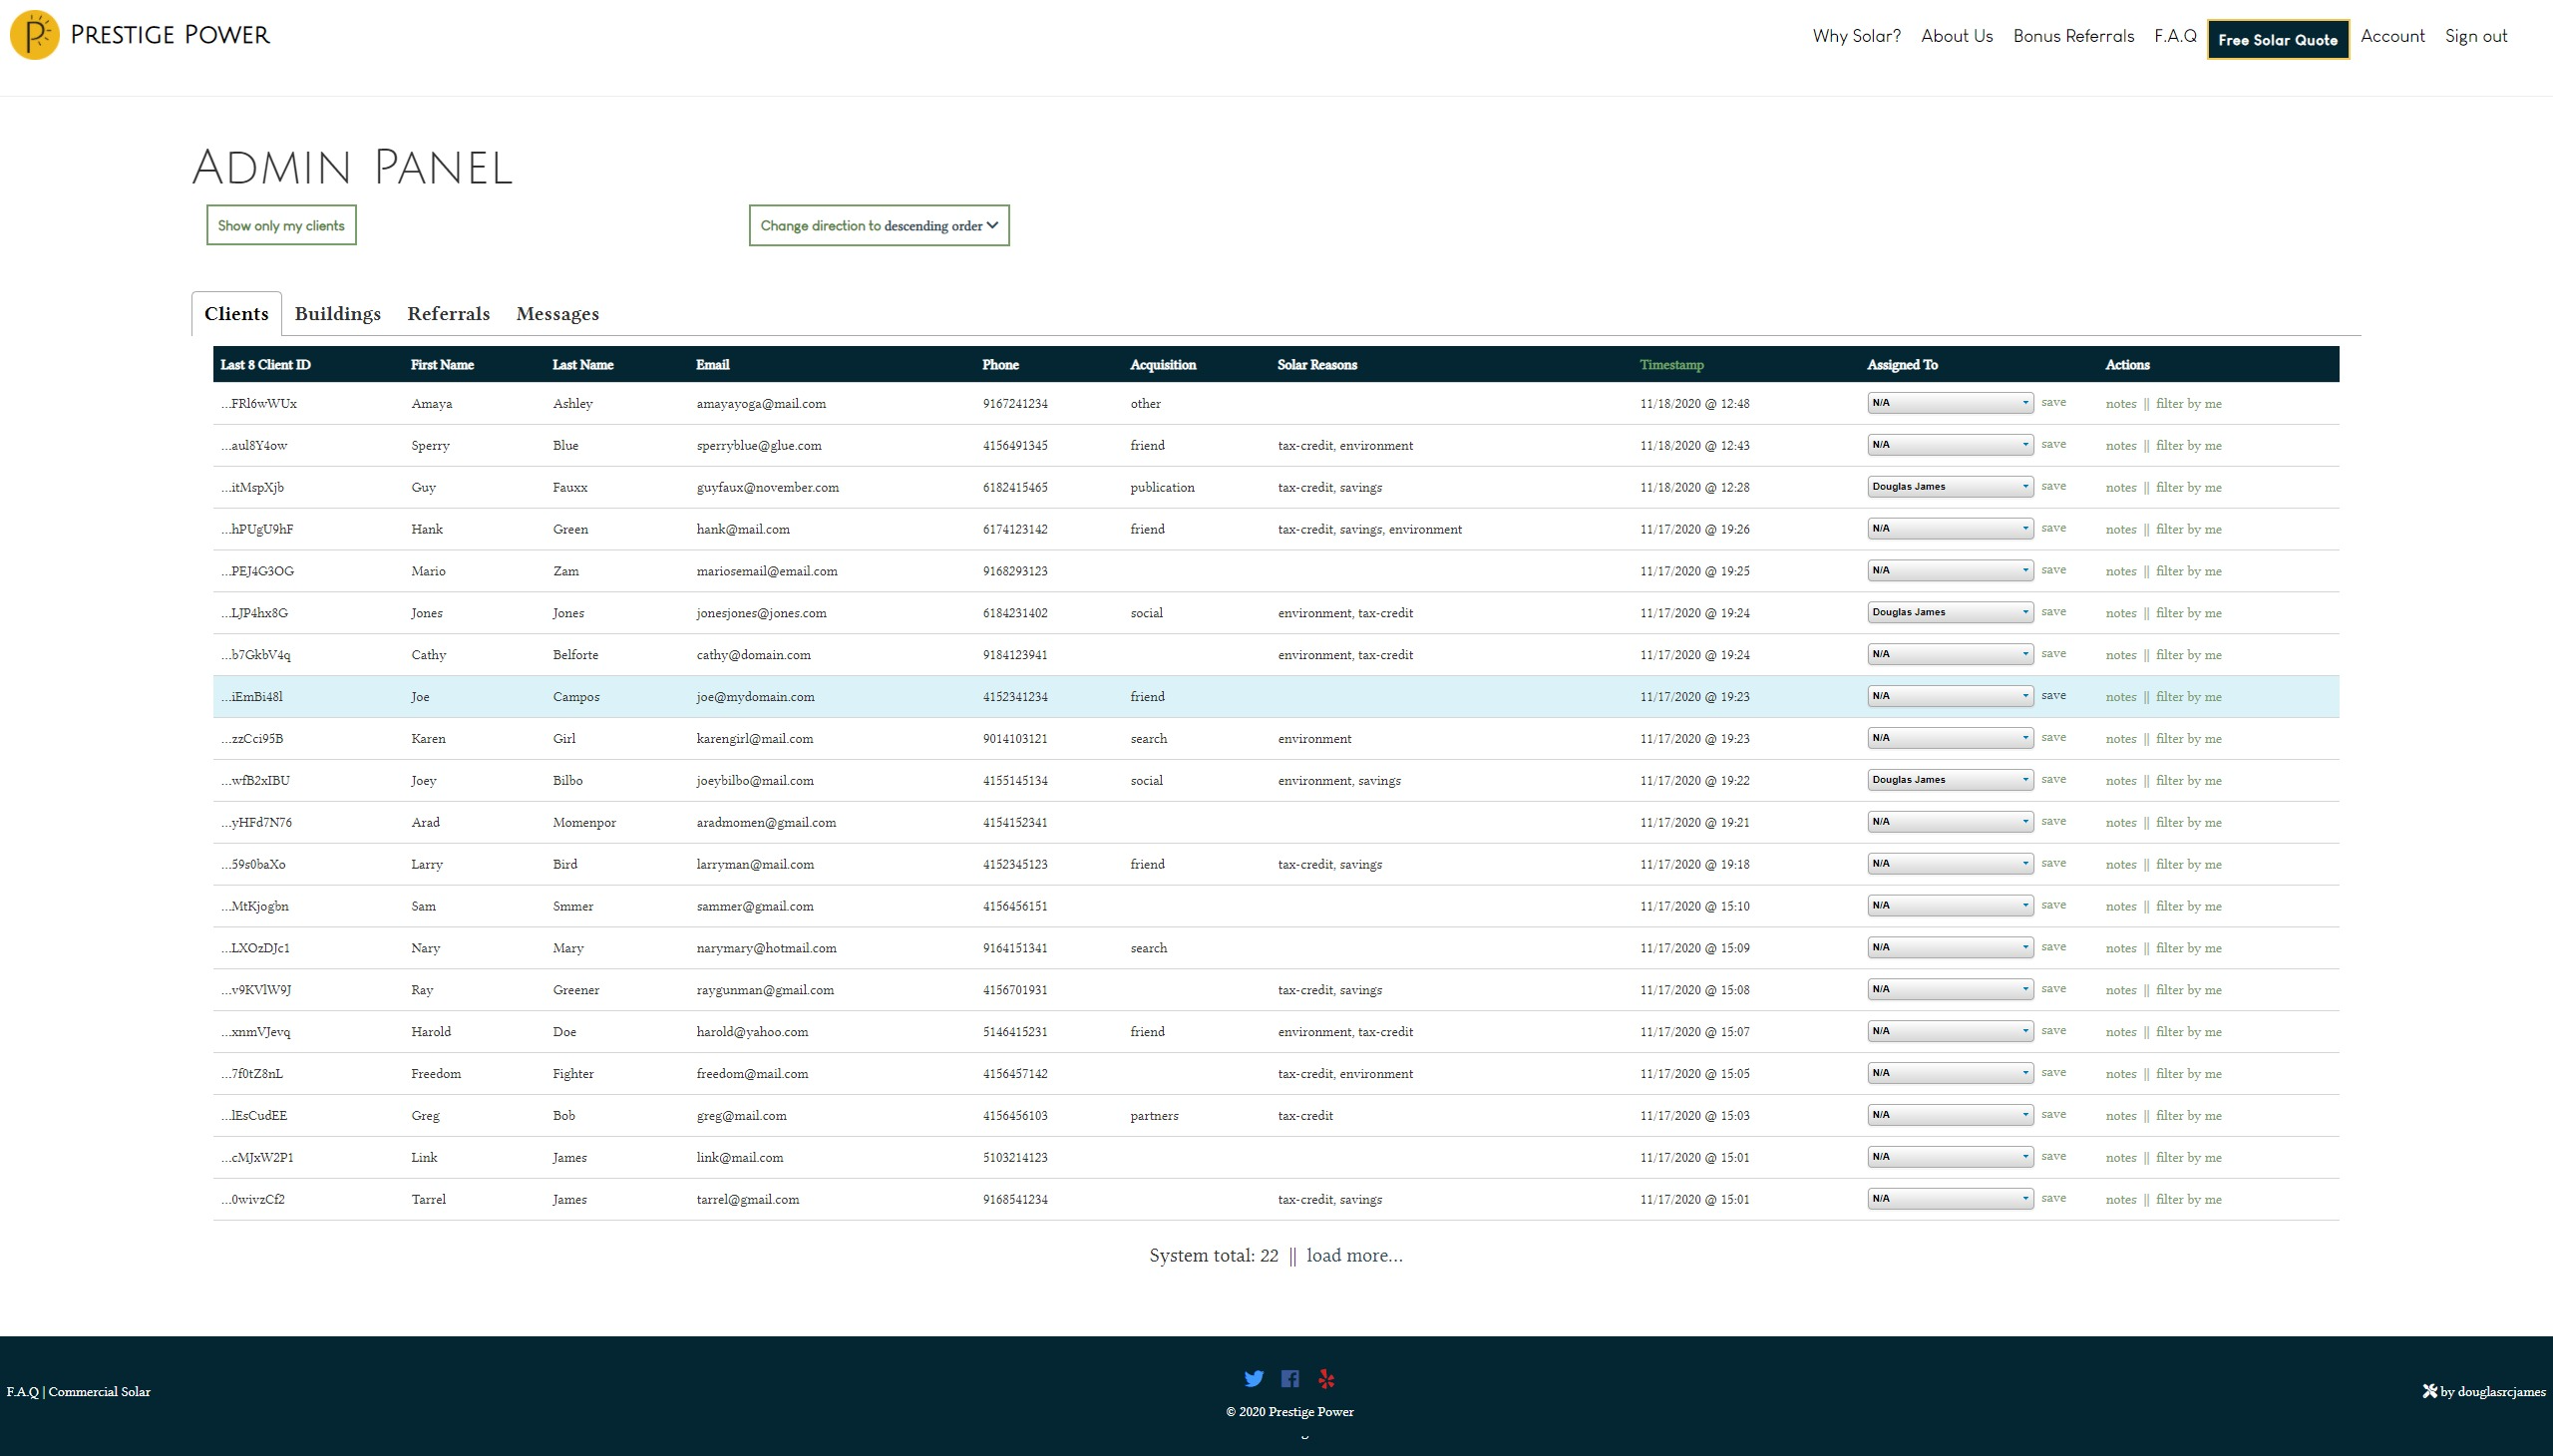 PRESTIGE POWER Why Solar? About Us Bonus Referrals F.A.Q Free Solar Quote Account Sign out
ADMIN PANEL
Show only my clients Change direction to descending order
Clients Buildings Referrals Messages
Last 8 Client ID First Name Last Name Email Phone Acquisition Solar Reasons Timestamp Assigned To Actions
...FRl6wWUx Amaya Ashley amayayoga@mail.com 9167241234 other 11/18/2020 @ 12:48 N/A save notes || filter by me
...aul8Y4ow Sperry Blue sperryblue@glue.com 4156491345 friend tax-credit, environment 11/18/2020 @ 12:43 N/A save notes || filter by me
...itMspXjb Guy Fauxx guyfaux@november.com 6182415465 publication tax-credit, savings 11/18/2020 @ 12:28 Douglas James save notes || filter by me
...hPUgU9hF Hank Green hank@mail.com 6174123142 friend tax-credit, savings, environment 11/17/2020 @ 19:26 N/A save notes || filter by me
...PEJ4G3OG Mario Zam mariosemail@email.com 9168293123 11/17/2020 @ 19:25 N/A save notes || filter by me
...LJP4hx8G Jones Jones jonesjones@jones.com 6184231402 social environment, tax-credit 11/17/2020 @ 19:24 Douglas James save notes || filter by me
...b7GkbV4q Cathy Belforte cathy@domain.com 9184123941 environment, tax-credit 11/17/2020 @ 19:24 N/A save notes || filter by me
...iEmBi48l Joe Campos joe@mydomain.com 4152341234 friend 11/17/2020 @ 19:23 N/A save notes || filter by me
...zzCci95B Karen Girl karengirl@mail.com 9014103121 search environment 11/17/2020 @ 19:23 N/A save notes || filter by me
...wfB2xIBU Joey Bilbo joeybilbo@mail.com 4155145134 social environment, savings 11/17/2020 @ 19:22 Douglas James save notes || filter by me
...yHFd7N76 Arad Momenpor aradmomen@gmail.com 4154152341 11/17/2020 @ 19:21 N/A save notes || filter by me
...59s0baXo Larry Bird larryman@mail.com 4152345123 friend tax-credit, savings 11/17/2020 @ 19:18 N/A save notes || filter by me
...MtKjogbn Sam Smmer sammer@gmail.com 4156456151 11/17/2020 @ 15:10 N/A save notes || filter by me
...LXOzDJc1 Nary Mary narymary@hotmail.com 9164151341 search 11/17/2020 @ 15:09 N/A save notes || filter by me
...v9KVlW9J Ray Greener raygunman@gmail.com 4156701931 tax-credit, savings 11/17/2020 @ 15:08 N/A save notes || filter by me
...xnmVJevq Harold Doe harold@yahoo.com 5146415231 friend environment, tax-credit 11/17/2020 @ 15:07 N/A save notes || filter by me
...7f0tZ8nL Freedom Fighter freedom@mail.com 4156457142 tax-credit, environment 11/17/2020 @ 15:05 N/A save notes || filter by me
...lEsCudEE Greg Bob greg@mail.com 4156456103 partners tax-credit 11/17/2020 @ 15:03 N/A save notes || filter by me
...cMJxW2P1 Link James link@mail.com 5103214123 11/17/2020 @ 15:01 N/A save notes || filter by me
...0wivzCf2 Tarrel James tarrel@gmail.com 9168541234 tax-credit, savings 11/17/2020 @ 15:01 N/A save notes || filter by me
System total: 22 || load more...
F.A.Q | Commercial Solar
© 2020 Prestige Power
by douglasrcjames